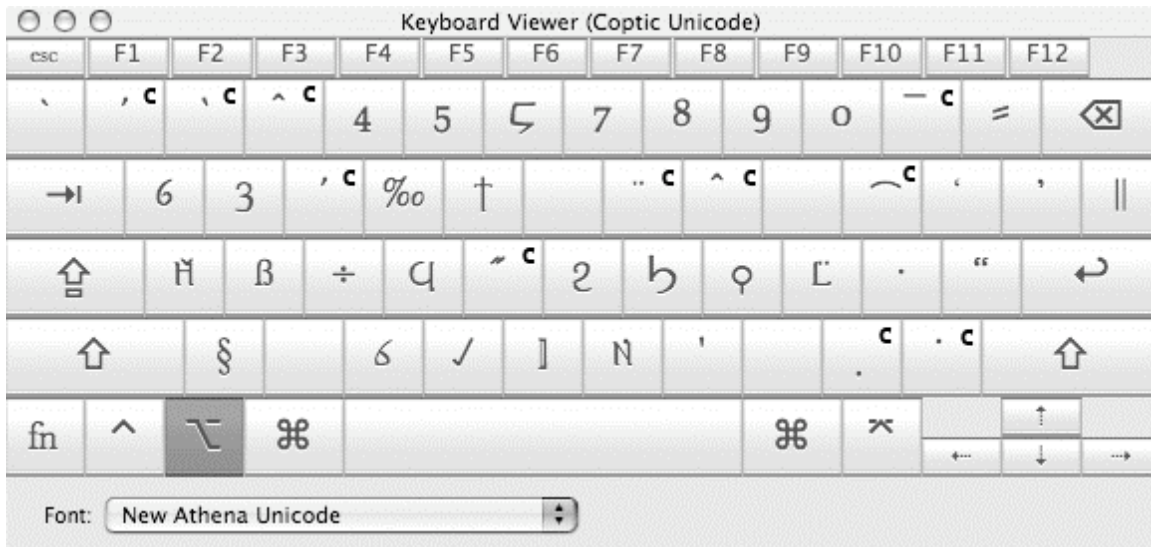 Keyboard Viewer (Coptic Unicode)
esc F1 F2 F3 F4 F5 F6 F7 F8 F9 F10 F11 F12
` ′ C ‵ C ^ C 4 5 7 8 9 0 ¯ C =
6 3 ′ C ‰ † ¨ C ^ C ⁀ C ‘ ’ ||
ß ÷ ϥ C ϩ “
§ ✓ ] ' . C · C
fn ^ ⌥ ⌘ ⌘
Font: New Athena Unicode